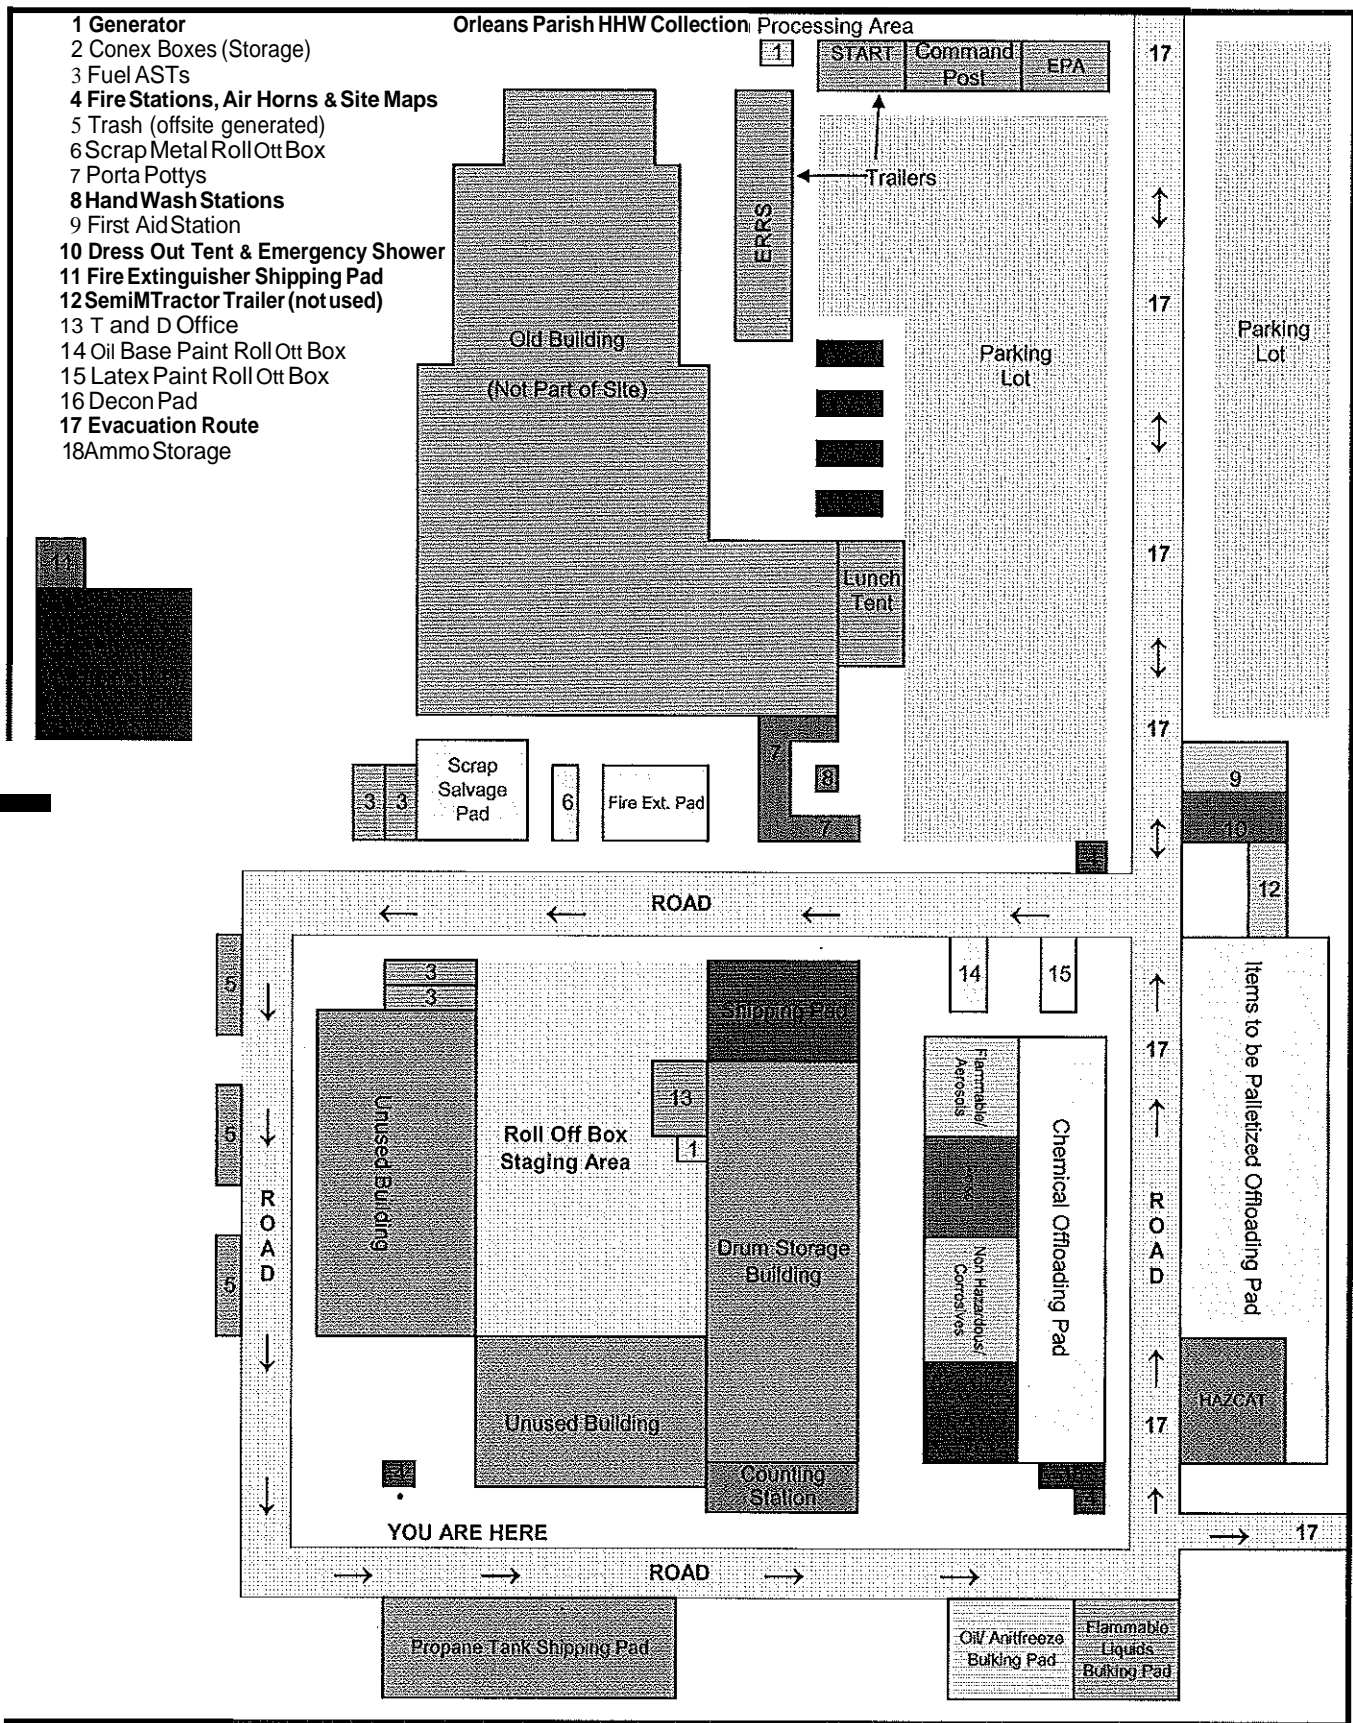 1 Generator
2 Conex Boxes (Storage)
3 Fuel ASTs
4 Fire Stations, Air Horns & Site Maps
5 Trash (offsite generated)
6 Scrap Metal Roll Ott Box
7 Porta Pottys
8 Hand Wash Stations
9 First Aid Station
10 Dress Out Tent & Emergency Shower
11 Fire Extinguisher Shipping Pad
12 SemiMTractor Trailer (not used)
13 T and D Office
14 Oil Base Paint Roll Ott Box
15 Latex Paint Roll Ott Box
16 Decon Pad
17 Evacuation Route
18Ammo Storage
Orleans Parish HHW Collection Processing Area
1
START
Command
Post
EPA
17
Trailers
ERRS
17
Old Building
(Not Part of Site)
Parking
Lot
Parking
Lot
11
17
Lunch
Tent
17
7
8
7
3
3
Scrap
Salvage
Pad
6
Fire Ext. Pad
9
10
12
ROAD
5
5
5
ROAD
3
3
Unused Building
Roll Off Box
Staging Area
Shipping Pad
13
1
Drum Storage
Building
Unused Building
Counting
Station
14
15
Flammable/
Aerosols
Non Hazardous/
Corrosives
Chemical Offloading Pad
17
ROAD
17
Items to be Palletized Offloading Pad
HAZCAT
4
4
YOU ARE HERE
17
ROAD
Propane Tank Shipping Pad
Oil/ Anitfreeze
Bulking Pad
Flammable
Liquids
Bulking Pad